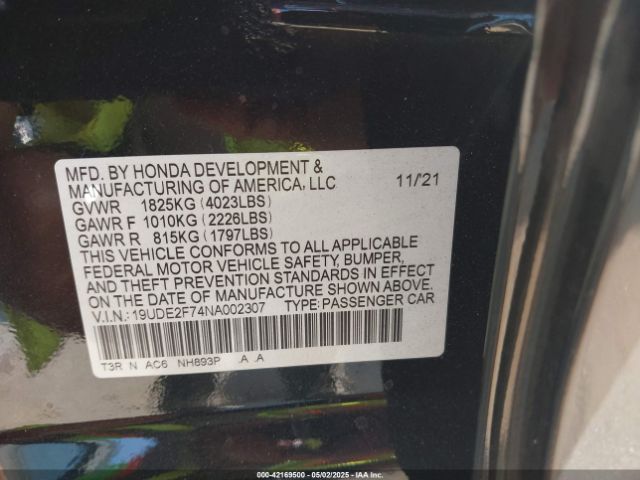 MFD. BY HONDA DEVELOPMENT &
MANUFACTURING OF AMERICA, LLC 11/21
GVWR 1825KG (4023LBS)
GAWR F 1010KG (2226LBS)
GAWR R 815KG (1797LBS)
THIS VEHICLE CONFORMS TO ALL APPLICABLE
FEDERAL MOTOR VEHICLE SAFETY, BUMPER,
AND THEFT PREVENTION STANDARDS IN EFFECT
ON THE DATE OF MANUFACTURE SHOWN ABOVE.
V.I.N.: 19UDE2F74NA002307 TYPE: PASSENGER CAR
T3R N AC6 NH893P .A .A
000-42169500 - 05/02/2025 - IAA Inc.